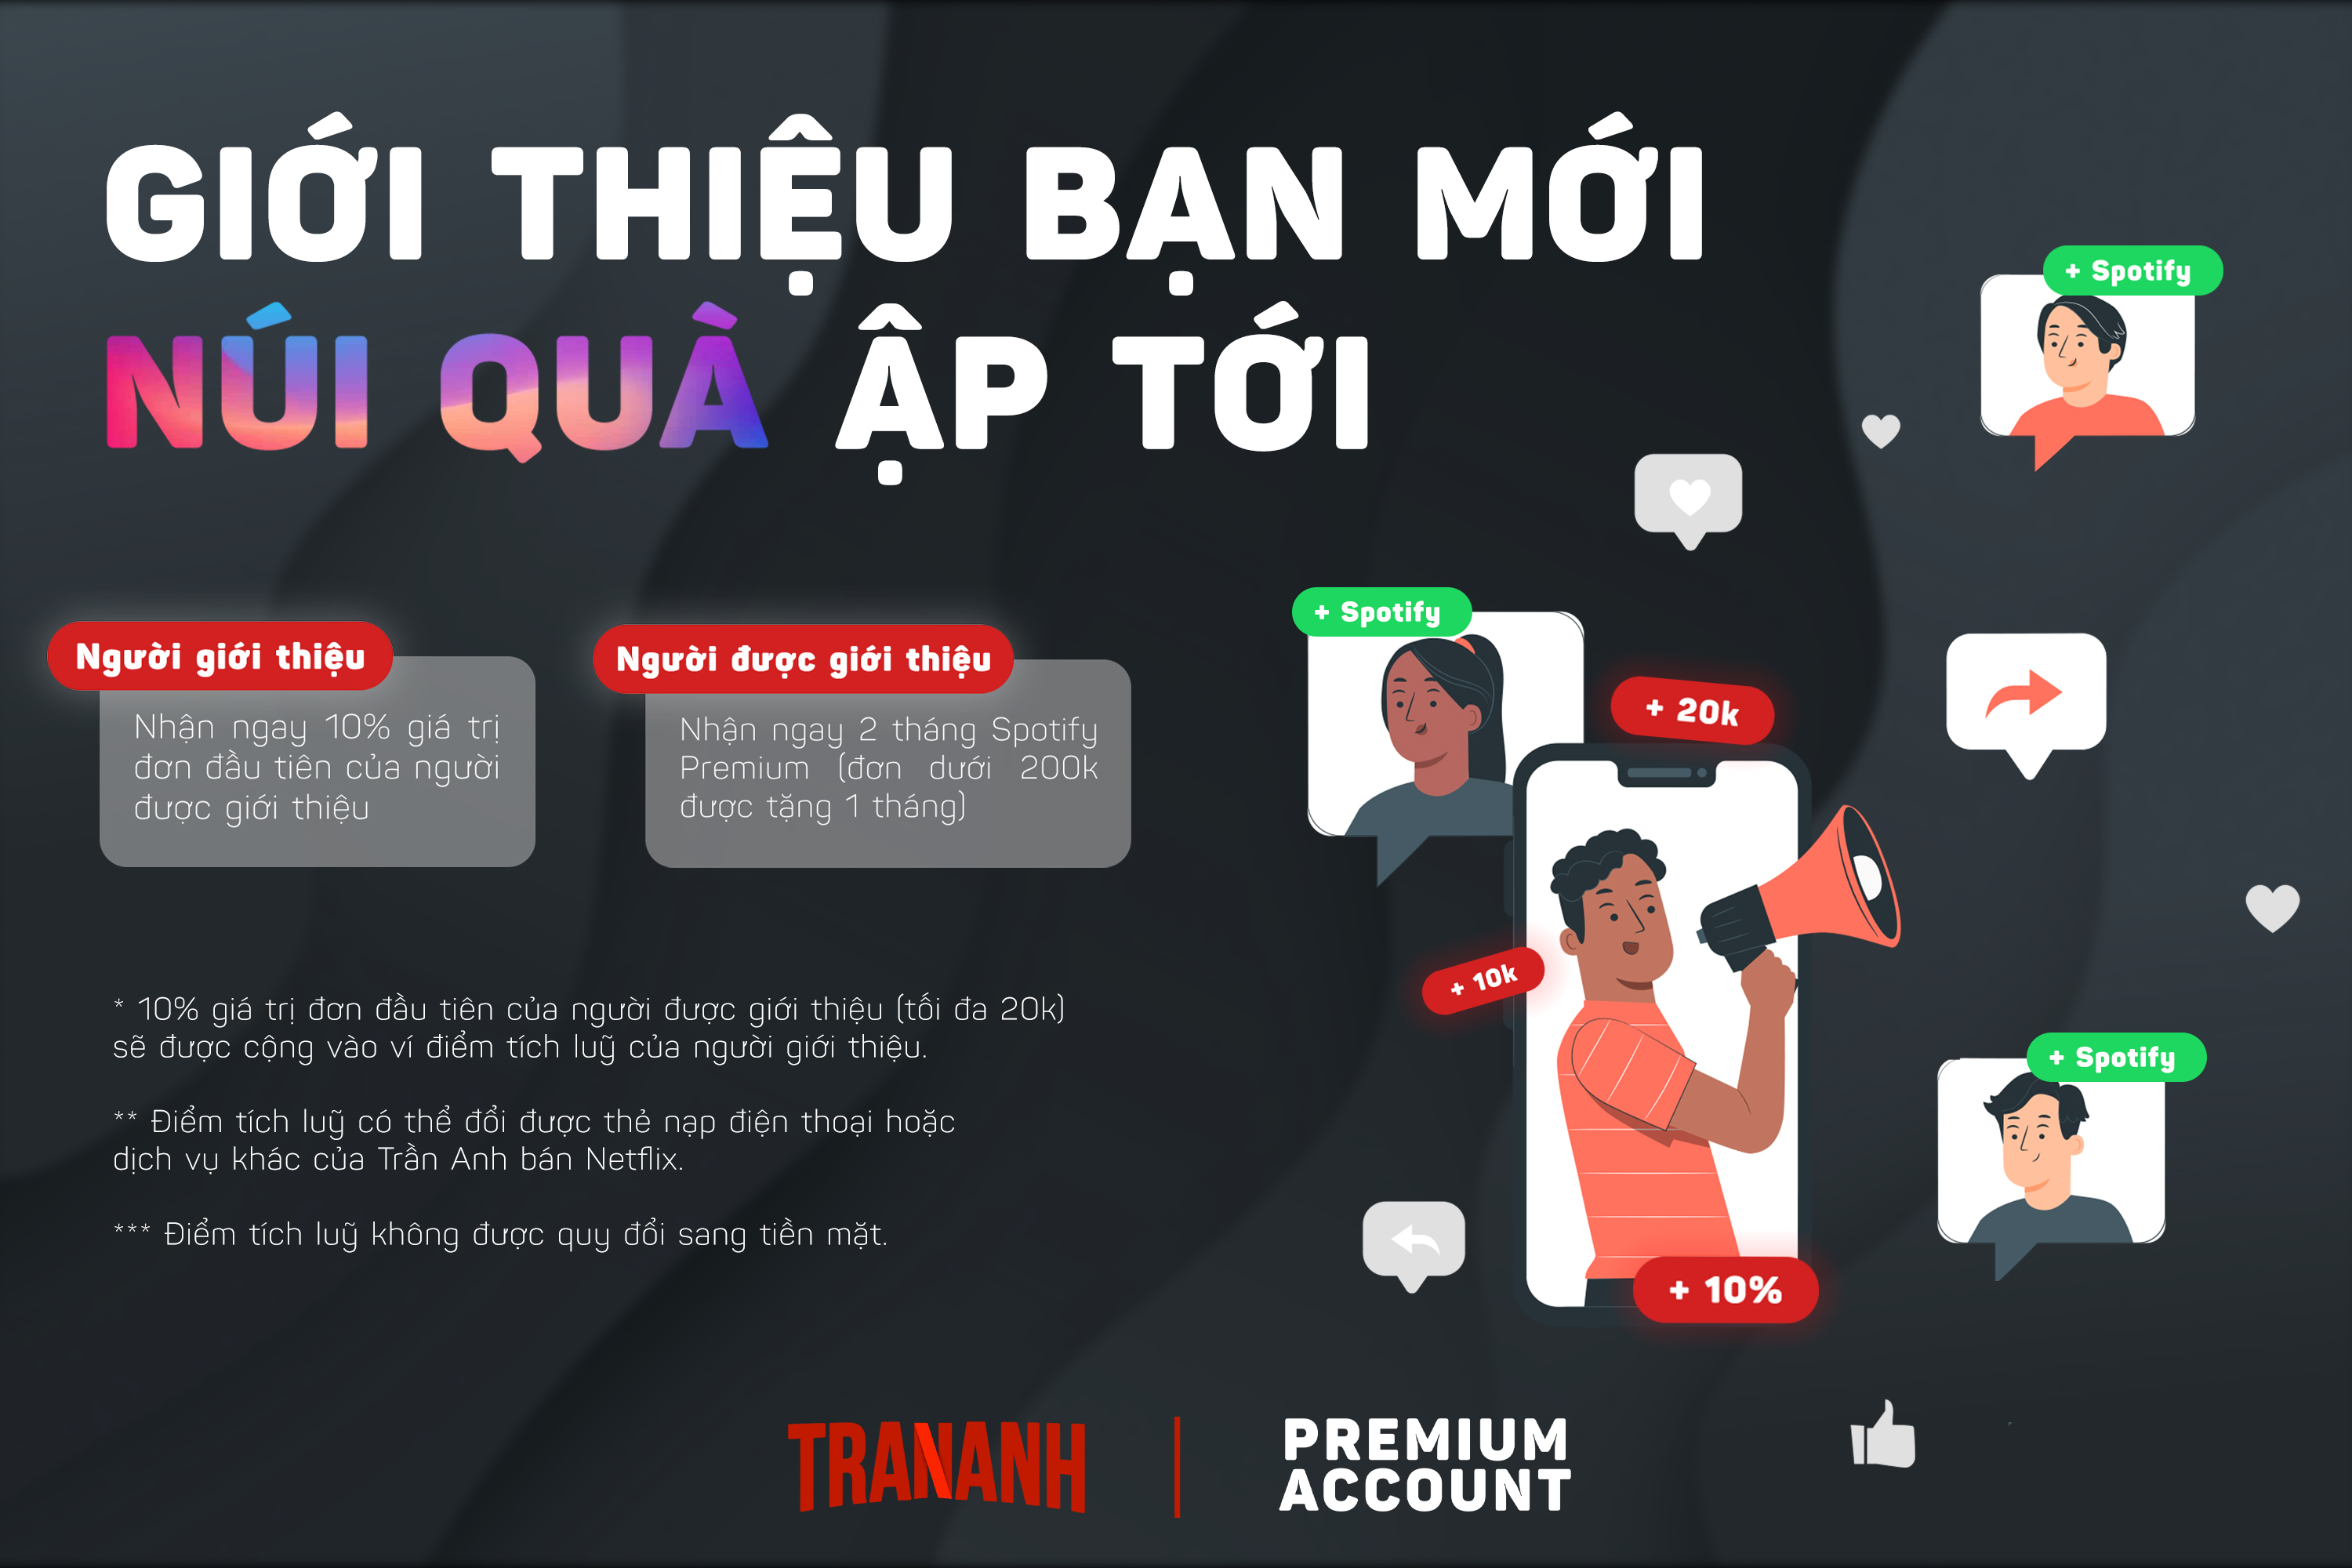 GIỚI THIỆU BẠN MỚI
NÚI QUÀ ẬP TỚI
+ Spotify
+ Spotify
Người giới thiệu
Nhận ngay 10% giá trị
đơn đầu tiên của người
được giới thiệu
Người được giới thiệu
Nhận ngay 2 tháng Spotify
Premium (đơn dưới 200k
được tặng 1 tháng)
+ 20k
+ 10k
* 10% giá trị đơn đầu tiên của người được giới thiệu (tối đa 20k)
sẽ được cộng vào ví điểm tích luỹ của người giới thiệu.
** Điểm tích luỹ có thể đổi được thẻ nạp điện thoại hoặc
dịch vụ khác của Trần Anh bán Netflix.
*** Điểm tích luỹ không được quy đổi sang tiền mặt.
+ Spotify
+ 10%
TRANANH
PREMIUM
ACCOUNT